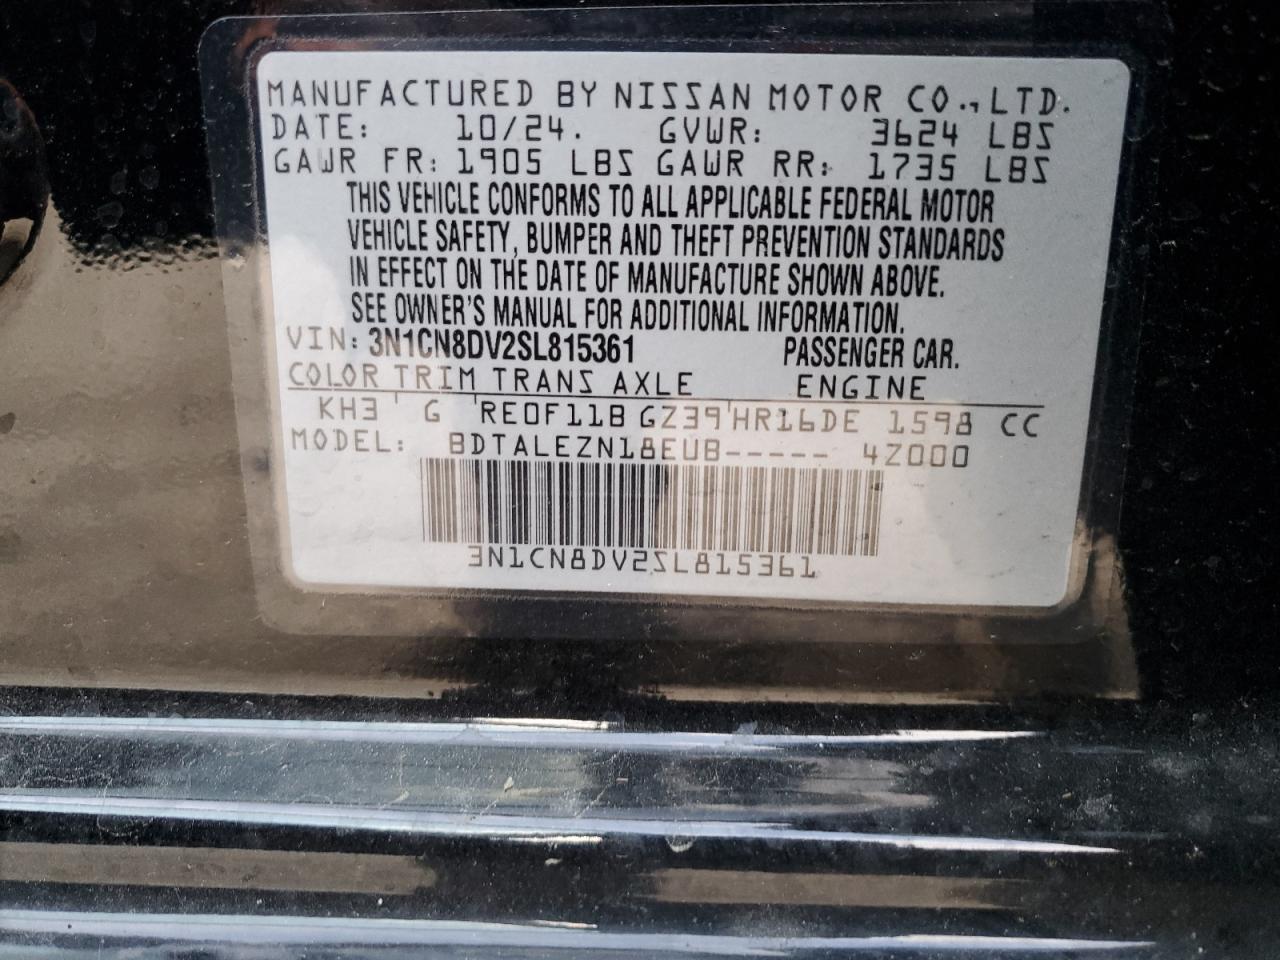 MANUFACTURED BY NISSAN MOTOR CO., LTD.
DATE: 10/24. GVWR: 3624 LBS
GAWR FR: 1905 LBS GAWR RR: 1735 LBS
THIS VEHICLE CONFORMS TO ALL APPLICABLE FEDERAL MOTOR
VEHICLE SAFETY, BUMPER AND THEFT PREVENTION STANDARDS
IN EFFECT ON THE DATE OF MANUFACTURE SHOWN ABOVE.
SEE OWNER'S MANUAL FOR ADDITIONAL INFORMATION.
VIN: 3N1CN8DV2SL815361 PASSENGER CAR.
COLOR TRIM TRANS AXLE ENGINE
KH3 ' G 'RE0F11B GZ39'HR16DE 1598 CC
MODEL: BDTALEZN18EUB----- 4Z000
3N1CN8DV2SL815361